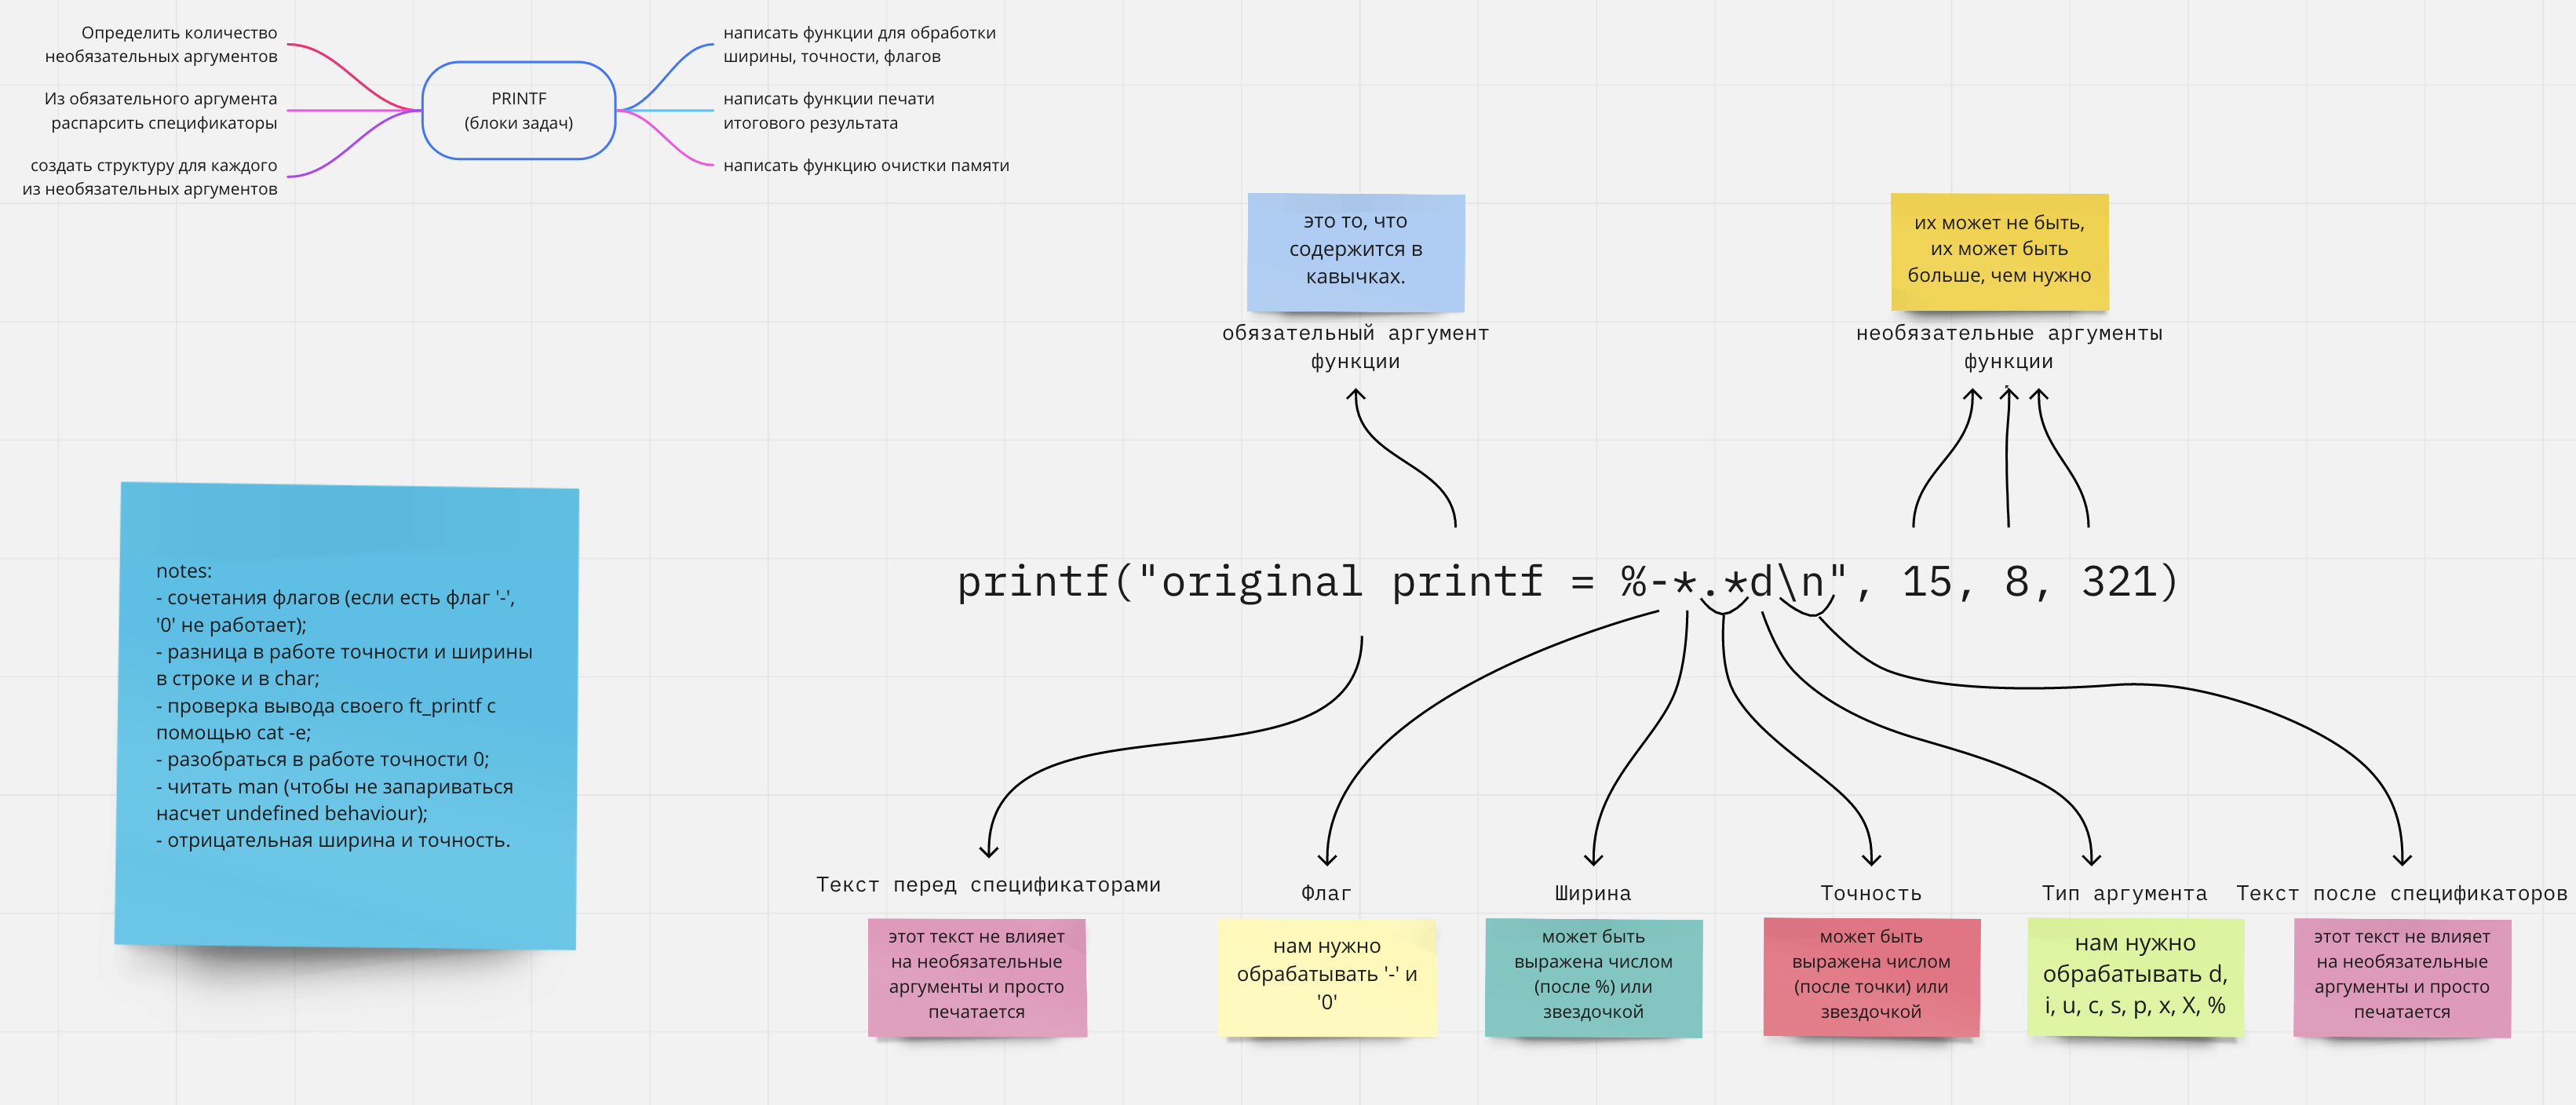 Определить количество
необязательных аргументов
Из обязательного аргумента
распарсить спецификаторы
создать структуру для каждого
из необязательных аргументов
PRINTF
(блоки задач)
написать функции для обработки
ширины, точности, флагов
написать функции печати
итогового результата
написать функцию очистки памяти
это то, что
содержится в
кавычках.
обязательный аргумент
функции
их может не быть,
их может быть
больше, чем нужно
необязательные аргументы
функции
notes:
- сочетания флагов (если есть флаг '-',
'0' не работает);
- разница в работе точности и ширины
в строке и в char;
- проверка вывода своего ft_printf с
помощью cat -e;
- разобраться в работе точности 0;
- читать man (чтобы не запариваться
насчет undefined behaviour);
- отрицательная ширина и точность.
printf("original printf = %-*.*d\n", 15, 8, 321)
Текст перед спецификаторами
этот текст не влияет
на необязательные
аргументы и просто
печатается
Флаг
нам нужно
обрабатывать '-' и
'0'
Ширина
может быть
выражена числом
(после %) или
звездочкой
Точность
может быть
выражена числом
(после точки) или
звездочкой
Тип аргумента
нам нужно
обрабатывать d,
i, u, c, s, p, x, X, %
Текст после спецификаторов
этот текст не влияет
на необязательные
аргументы и просто
печатается